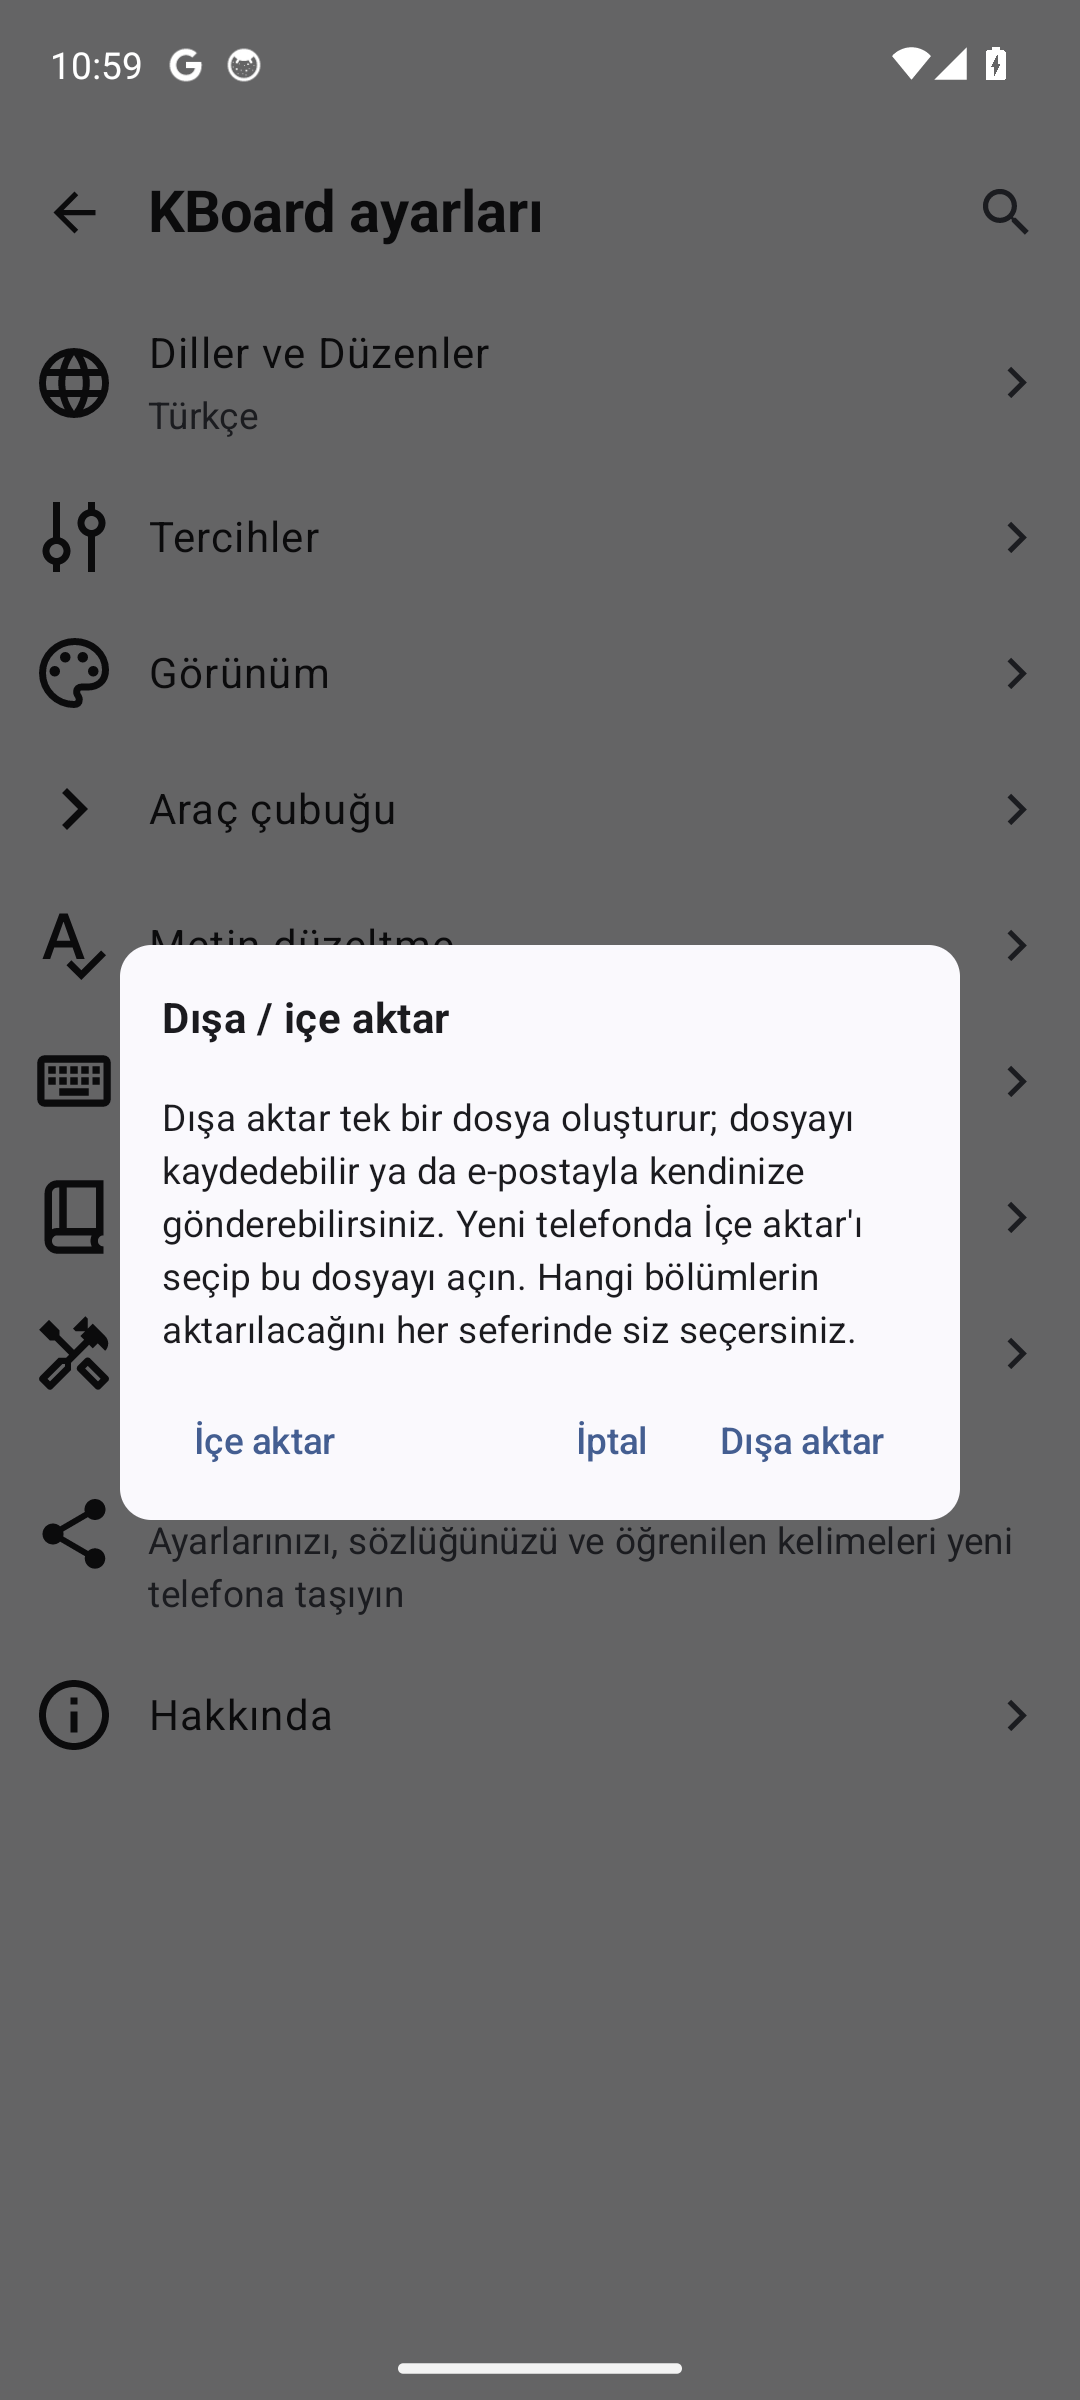 10:59
KBoard ayarları
Diller ve Düzenler
Türkçe
Tercihler
Görünüm
Araç çubuğu
Metin düzeltme
Dışa / içe aktar
Dışa aktar tek bir dosya oluşturur; dosyayı
kaydedebilir ya da e-postayla kendinize
gönderebilirsiniz. Yeni telefonda İçe aktar'ı
seçip bu dosyayı açın. Hangi bölümlerin
aktarılacağını her seferinde siz seçersiniz.
İçe aktar İptal Dışa aktar
Ayarlarınızı, sözlüğünüzü ve öğrenilen kelimeleri yeni
telefona taşıyın
Hakkında